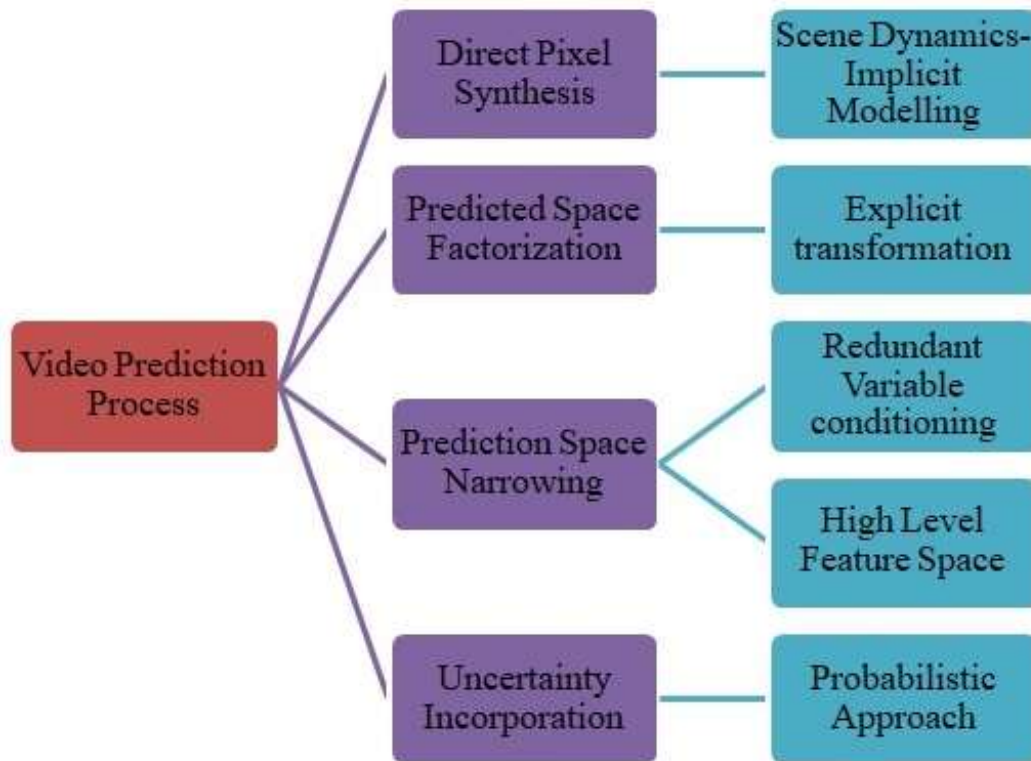 Video Prediction
Process
Direct Pixel
Synthesis
Scene Dynamics-
Implicit
Modelling
Predicted Space
Factorization
Explicit
transformation
Prediction Space
Narrowing
Redundant
Variable
conditioning
High Level
Feature Space
Uncertainty
Incorporation
Probabilistic
Approach